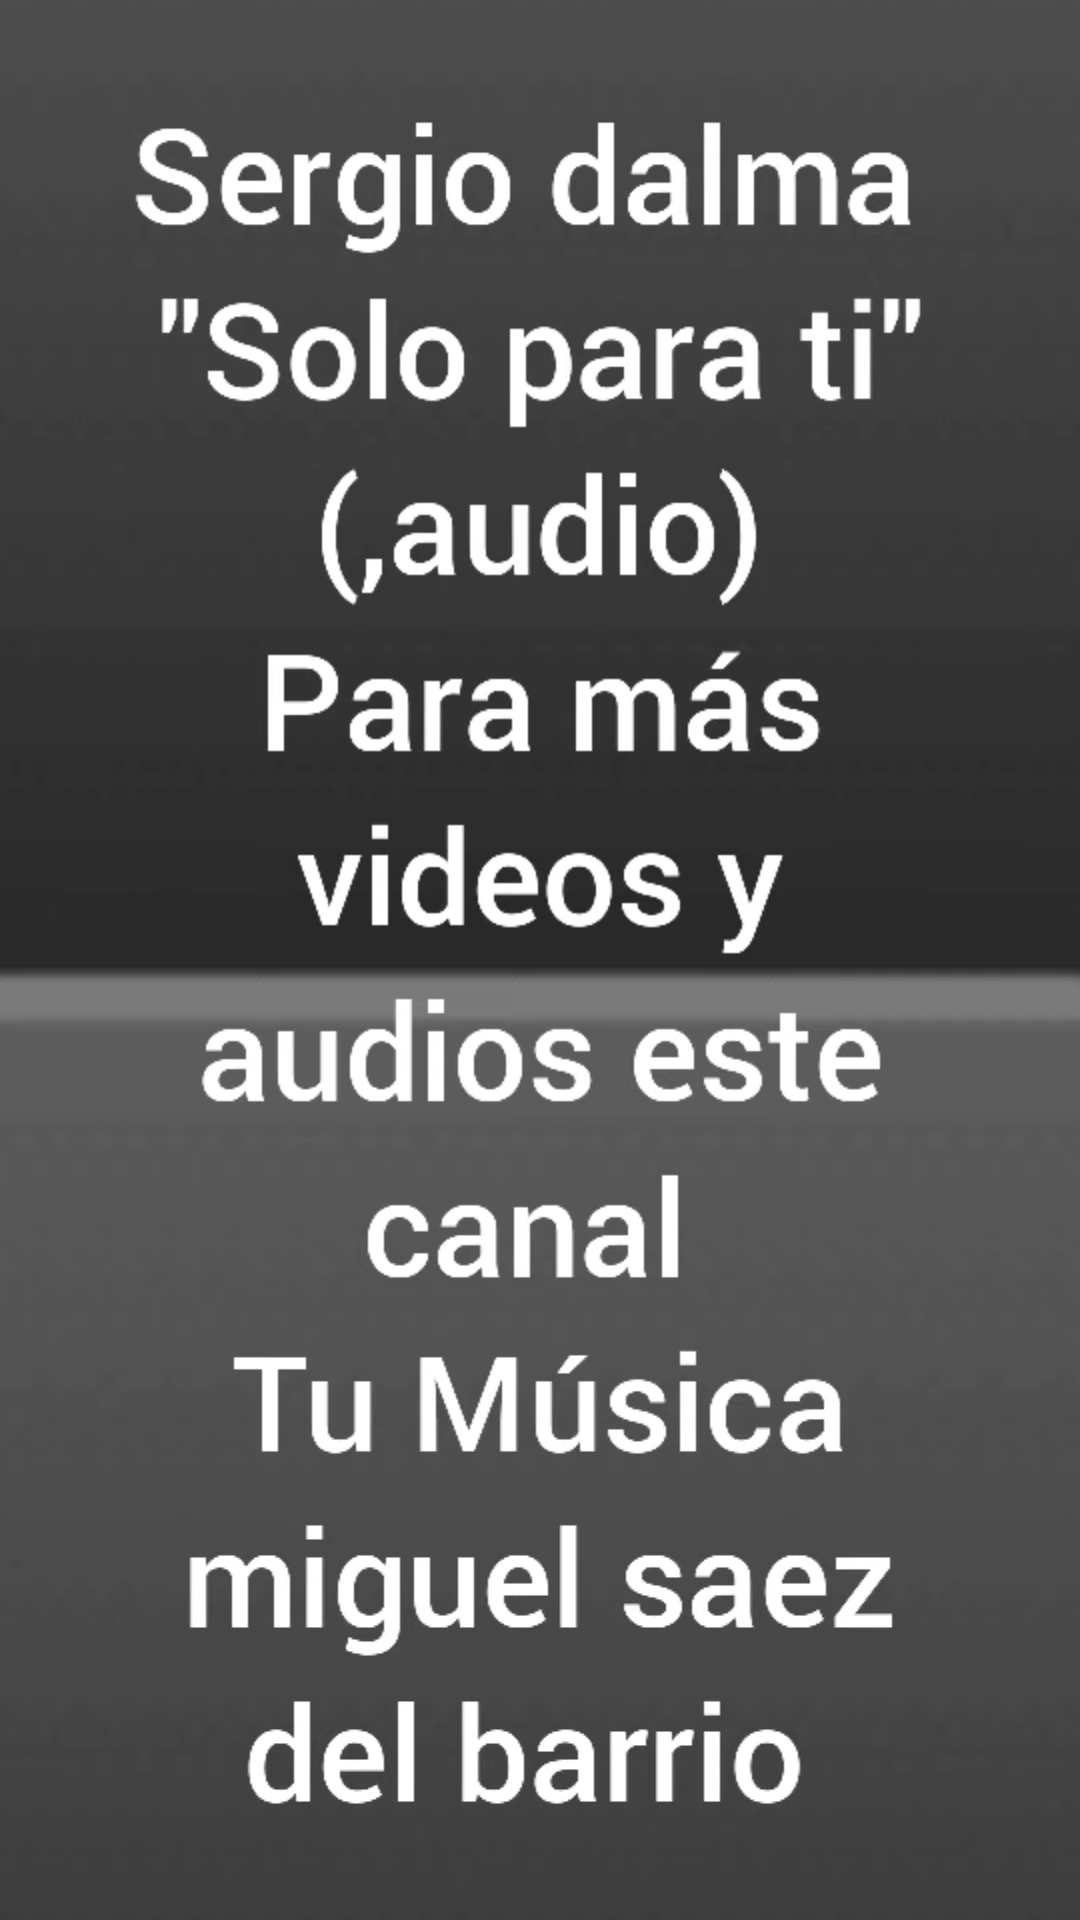 Sergio dalma
"Solo para ti"
(,audio)
Para más
videos y
audios este
canal
Tu Música
miguel saez
del barrio